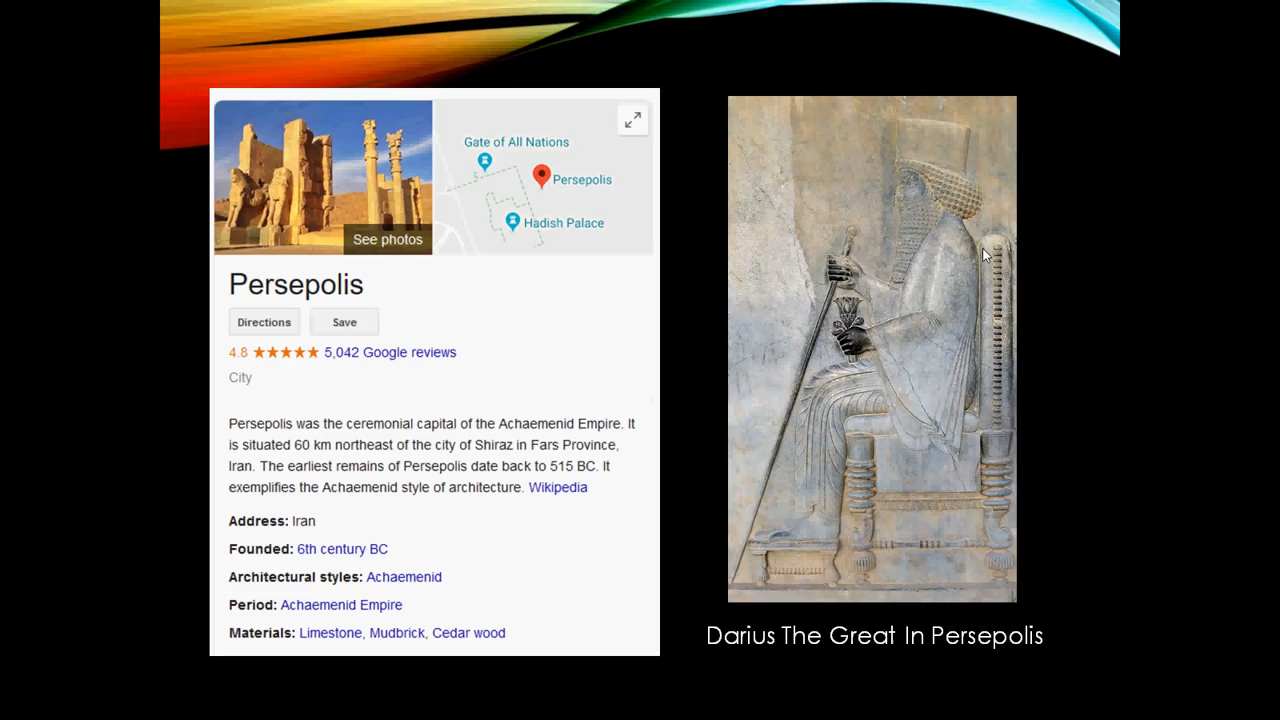 Gate of All Nations
Persepolis
Hadish Palace
See photos
Persepolis
Directions
Save
4.8 ★★★★★ 5,042 Google reviews
City
Persepolis was the ceremonial capital of the Achaemenid Empire. It
is situated 60 km northeast of the city of Shiraz in Fars Province,
Iran. The earliest remains of Persepolis date back to 515 BC. It
exemplifies the Achaemenid style of architecture. Wikipedia
Address: Iran
Founded: 6th century BC
Architectural styles: Achaemenid
Period: Achaemenid Empire
Materials: Limestone, Mudbrick, Cedar wood
Darius The Great In Persepolis